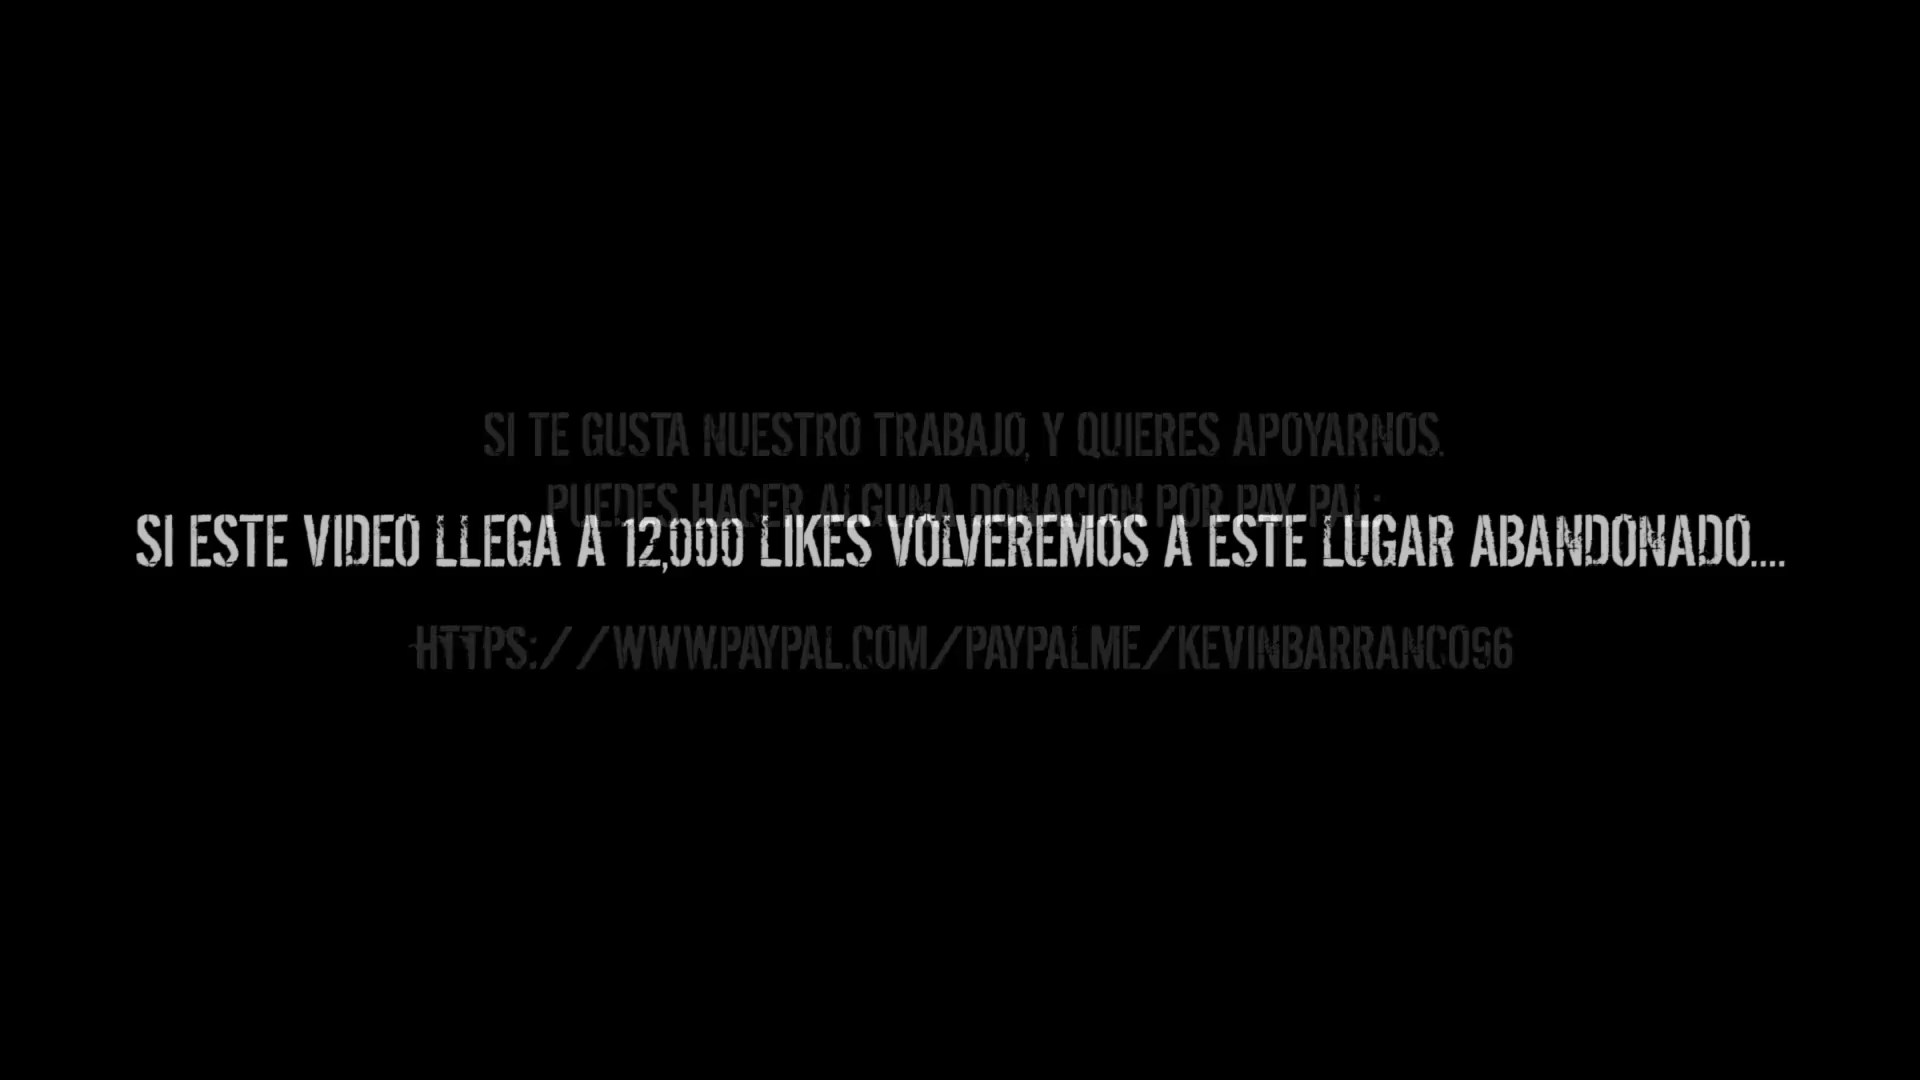 SI TE GUSTA NUESTRO TRABAJO, Y QUIERES APOYARNOS.
PUEDES HACER ALGUNA DONACION POR PAY PAL:
SI ESTE VIDEO LLEGA A 12,000 LIKES VOLVEREMOS A ESTE LUGAR ABANDONADO....
HTTPS://WWW.PAYPAL.COM/PAYPALME/KEVINBARRANCO96